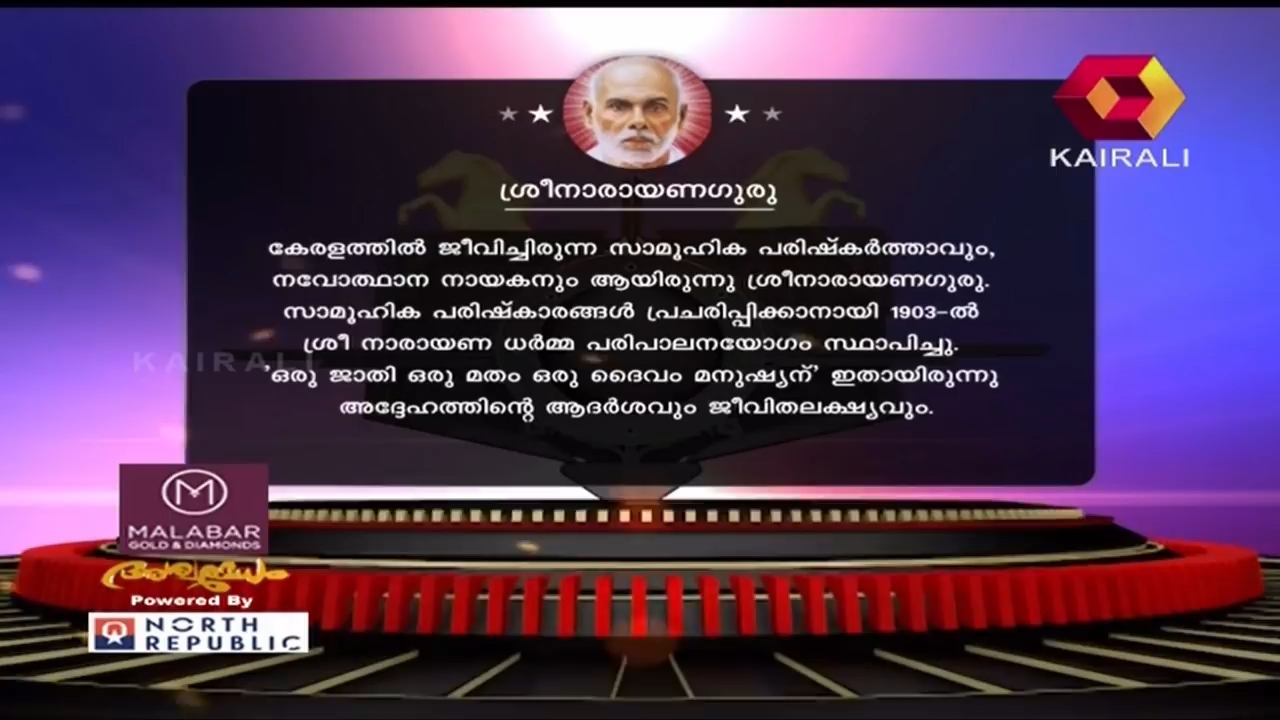 KAIRALI
ശ്രീനാരായണഗുരു
കേരളത്തിൽ ജീവിച്ചിരുന്ന സാമൂഹിക പരിഷ്കർത്താവും,
നവോത്ഥാന നായകനും ആയിരുന്നു ശ്രീനാരായണഗുരു.
സാമൂഹിക പരിഷ്കാരങ്ങൾ പ്രചരിപ്പിക്കാനായി 1903-ൽ
ശ്രീ നാരായണ ധർമ്മ പരിപാലനയോഗം സ്ഥാപിച്ചു.
KAIRALI
'ഒരു ജാതി ഒരു മതം ഒരു ദൈവം മനുഷ്യന്' ഇതായിരുന്നു
അദ്ദേഹത്തിന്റെ ആദർശവും ജീവിതലക്ഷ്യവും.
M
MALABAR
GOLD & DIAMONDS
അശ്വമേധം
Powered By
NORTH
REPUBLIC